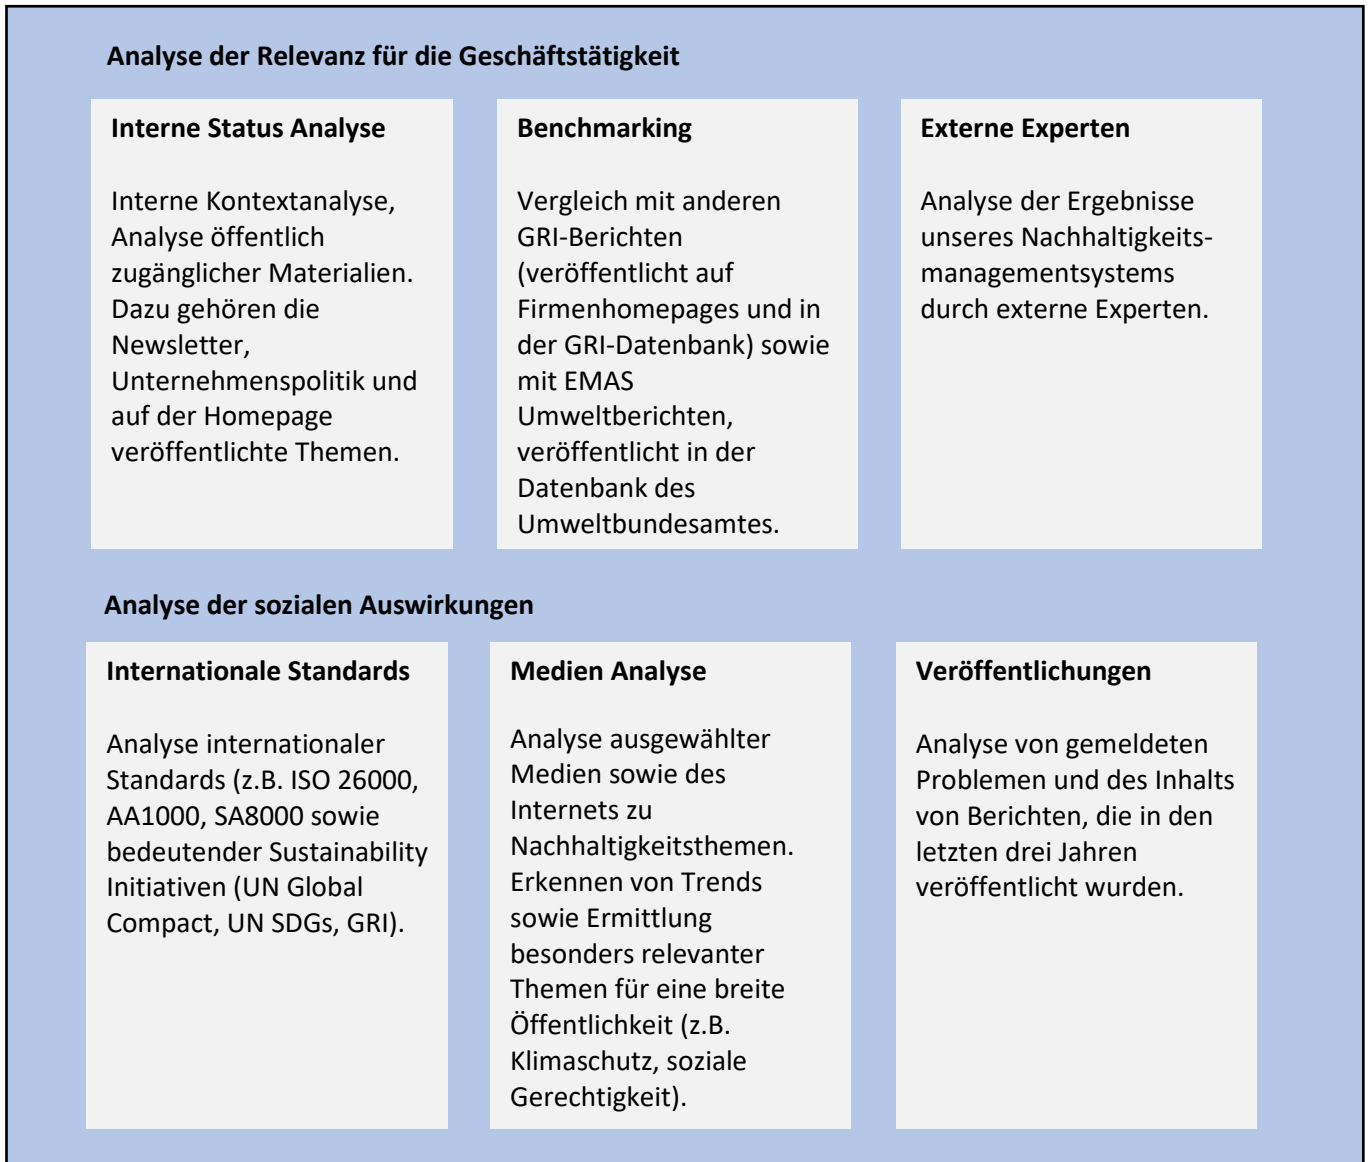 Analyse der Relevanz für die Geschäftstätigkeit
Interne Status Analyse
Interne Kontextanalyse,
Analyse öffentlich
zugänglicher Materialien.
Dazu gehören die
Newsletter,
Unternehmenspolitik und
auf der Homepage
veröffentlichte Themen.
Benchmarking
Vergleich mit anderen
GRI-Berichten
(veröffentlicht auf
Firmenhomepages und in
der GRI-Datenbank) sowie
mit EMAS
Umweltberichten,
veröffentlicht in der
Datenbank des
Umweltbundesamtes.
Externe Experten
Analyse der Ergebnisse
unseres Nachhaltigkeits-
managementsystems
durch externe Experten.
Analyse der sozialen Auswirkungen
Internationale Standards
Analyse internationaler
Standards (z.B. ISO 26000,
AA1000, SA8000 sowie
bedeutender Sustainability
Initiativen (UN Global
Compact, UN SDGs, GRI).
Medien Analyse
Analyse ausgewählter
Medien sowie des
Internets zu
Nachhaltigkeitsthemen.
Erkennen von Trends
sowie Ermittlung
besonders relevanter
Themen für eine breite
Öffentlichkeit (z.B.
Klimaschutz, soziale
Gerechtigkeit).
Veröffentlichungen
Analyse von gemeldeten
Problemen und des Inhalts
von Berichten, die in den
letzten drei Jahren
veröffentlicht wurden.